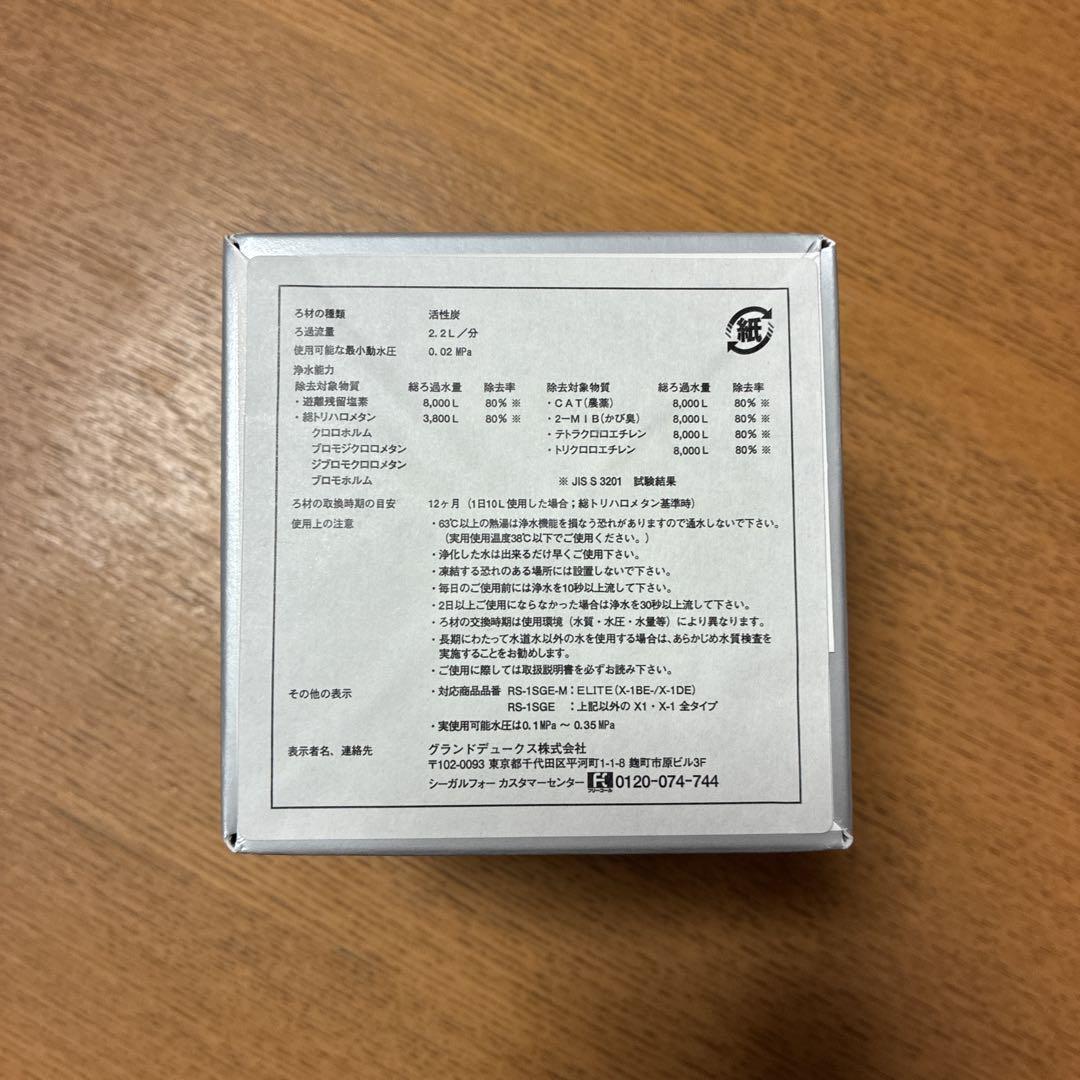 ろ材の種類 活性炭
ろ過流量 2.2L/分
使用可能な最小動水圧 0.02 MPa
紙
浄水能力
除去対象物質 総ろ過水量 除去率 除去対象物質 総ろ過水量 除去率
・遊離残留塩素 8,000L 80% ※ ・CAT(農薬) 8,000L 80% ※
・総トリハロメタン 3,800L 80% ※ ・2-MIB(かび臭) 8,000L 80% ※
クロロホルム ・テトラクロロエチレン 8,000L 80% ※
ブロモジクロロメタン ・トリクロロエチレン 8,000L 80% ※
ジブロモクロロメタン
ブロモホルム ※ JIS S 3201 試験結果
ろ材の取換時期の目安 12ヶ月(1日10L使用した場合;総トリハロメタン基準時)
使用上の注意 ・63℃以上の熱湯は浄水機能を損なう恐れがありますので通水しないで下さい。
(実用使用温度38℃以下でご使用ください。)
・浄化した水は出来るだけ早くご使用下さい。
・凍結する恐れのある場所には設置しないで下さい。
・毎日のご使用前には浄水を10秒以上流して下さい。
・2日以上ご使用にならなかった場合は浄水を30秒以上流して下さい。
・ろ材の交換時期は使用環境(水質・水圧・水量等)により異なります。
・長期にわたって水道水以外の水を使用する場合は、あらかじめ水質検査を
実施することをお勧めします。
・ご使用に際しては取扱説明書を必ずお読み下さい。
その他の表示 ・対応商品品番 RS-1SGE-M:ELITE(X-1BE-/X-1DE)
RS-1SGE :上記以外の X1・X-1 全タイプ
・実使用可能水圧は0.1MPa ～ 0.35MPa
表示者名、連絡先 グランドデュークス株式会社
〒102-0093 東京都千代田区平河町1-1-8 麹町市原ビル3F
シーガルフォー カスタマーセンター フリーコール 0120-074-744